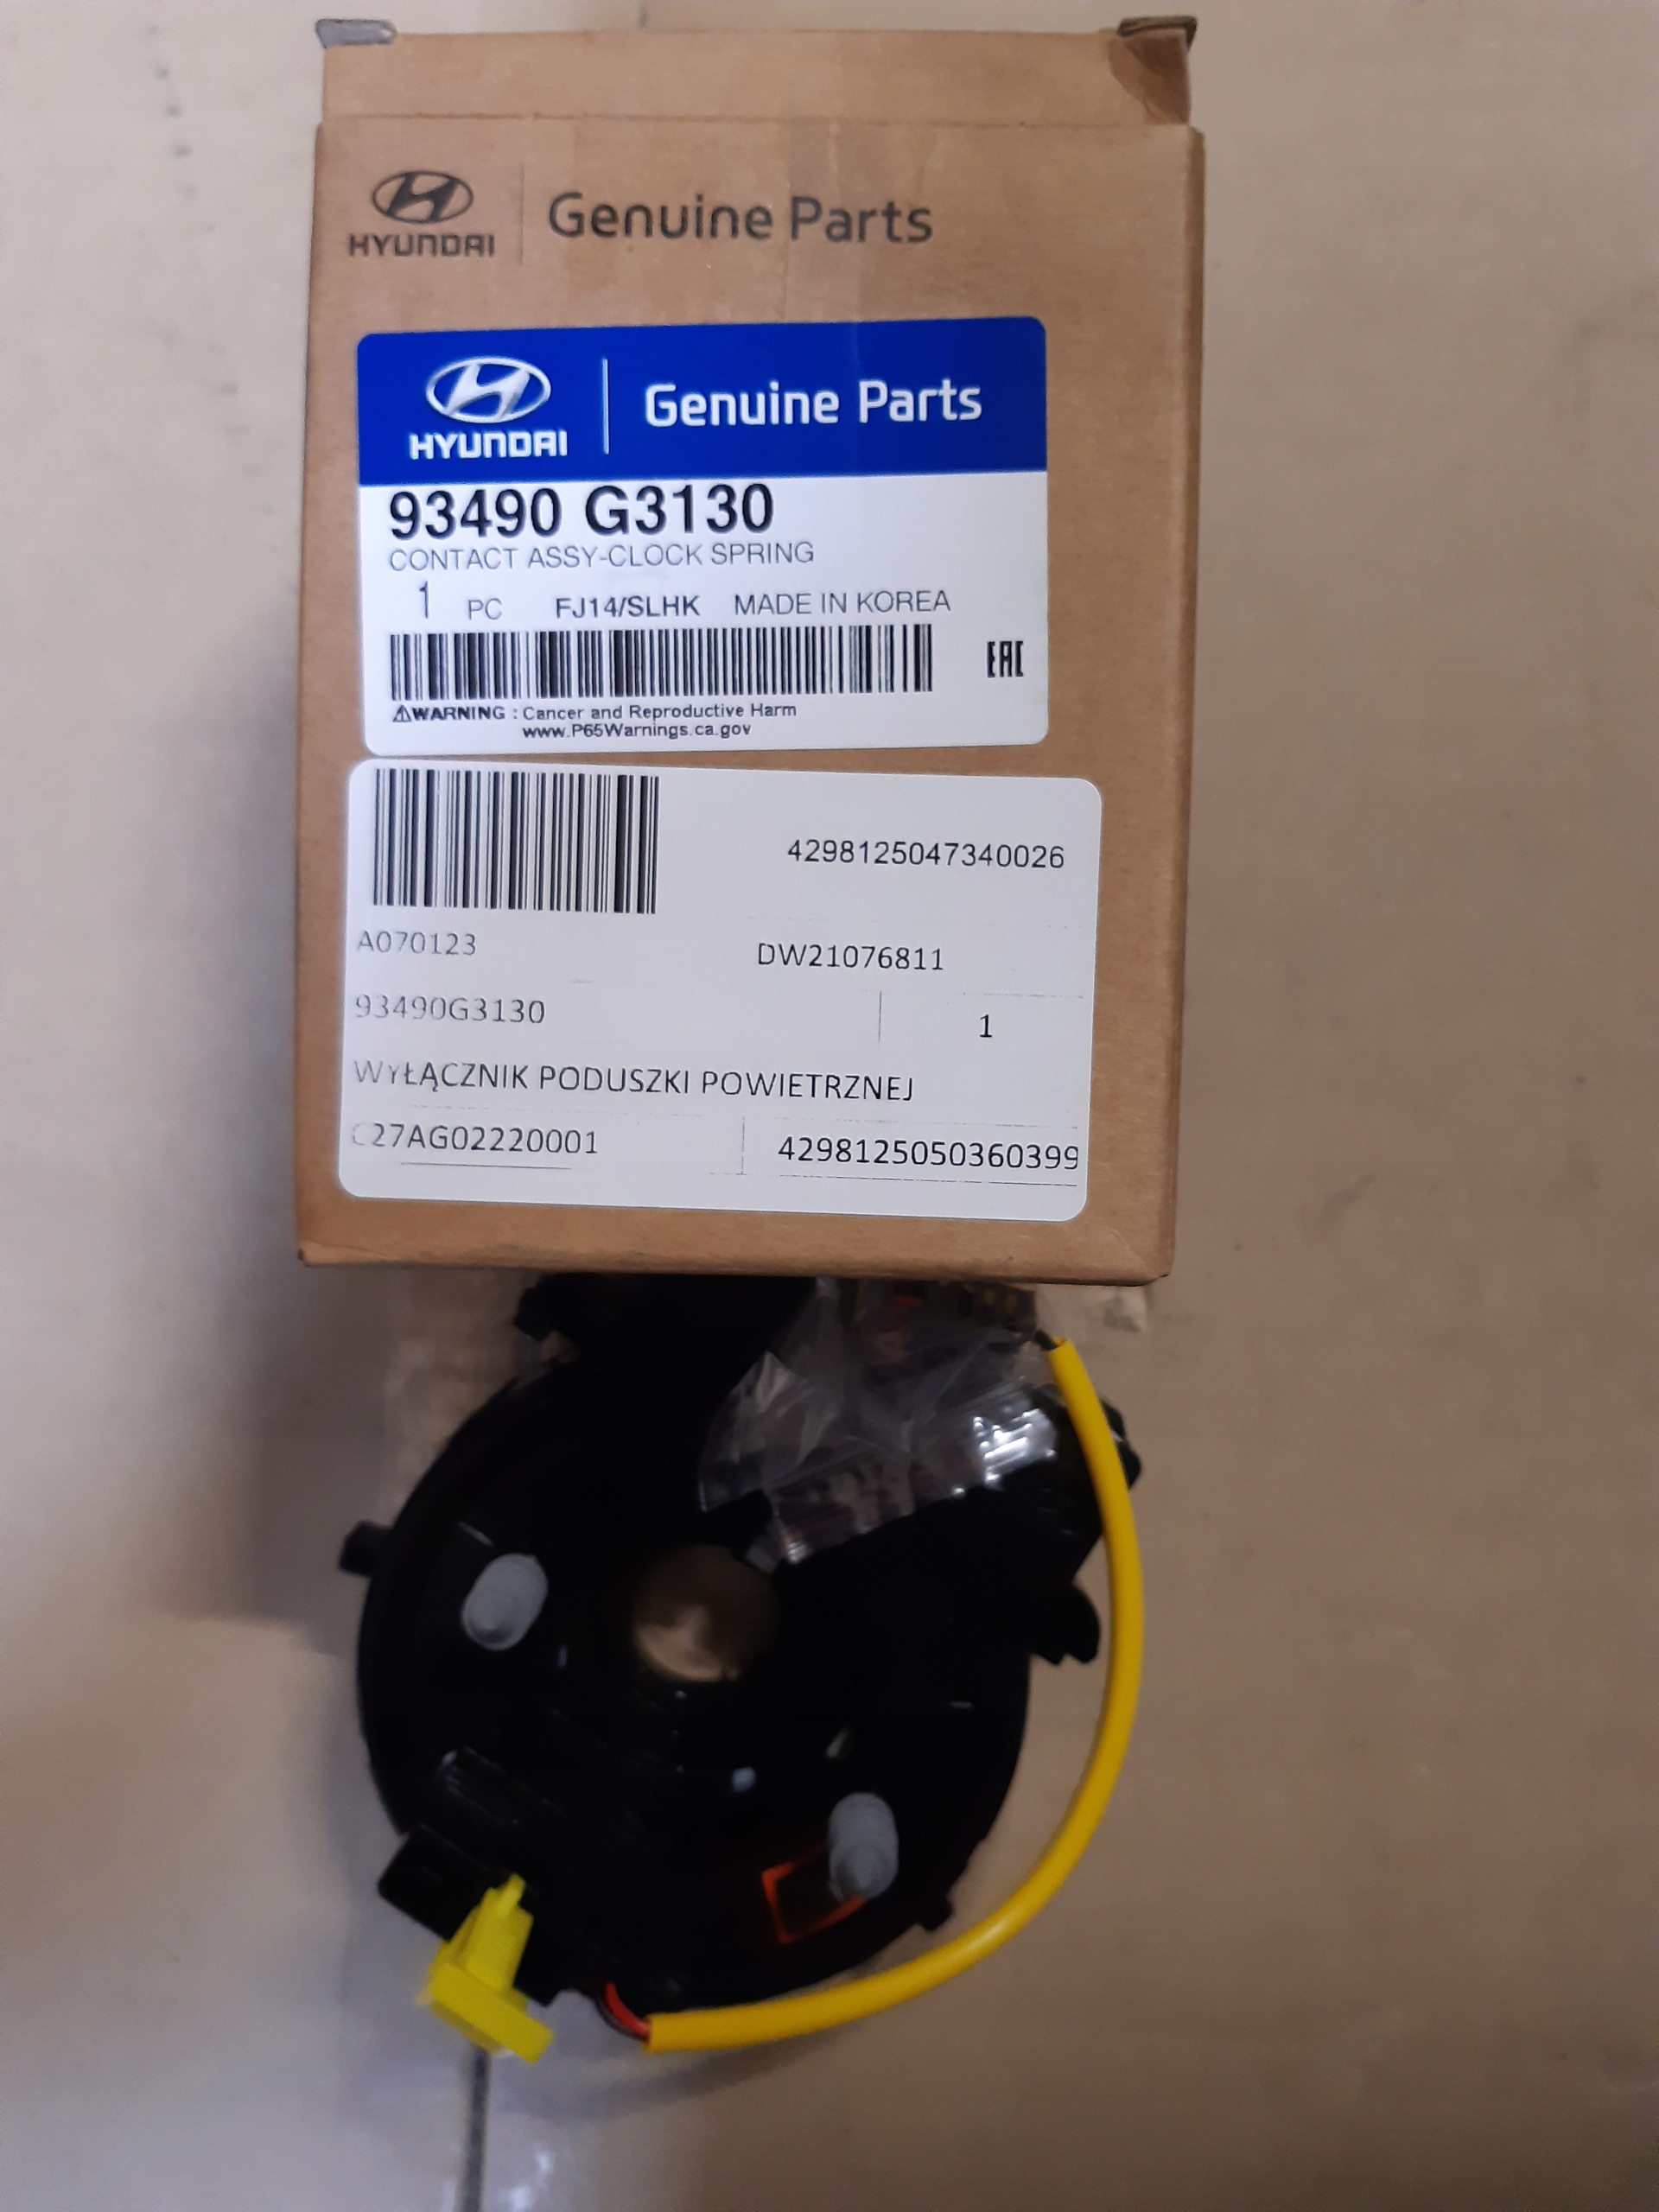 HYUNDAI Genuine Parts
HYUNDAI Genuine Parts
93490 G3130
CONTACT ASSY-CLOCK SPRING
1 PC FJ14/SLHK MADE IN KOREA
EAC
⚠WARNING : Cancer and Reproductive Harm
www.P65Warnings.ca.gov
4298125047340026
A070123 DW21076811
93490G3130 1
WYŁĄCZNIK PODUSZKI POWIETRZNEJ
C27AG02220001 4298125050360399